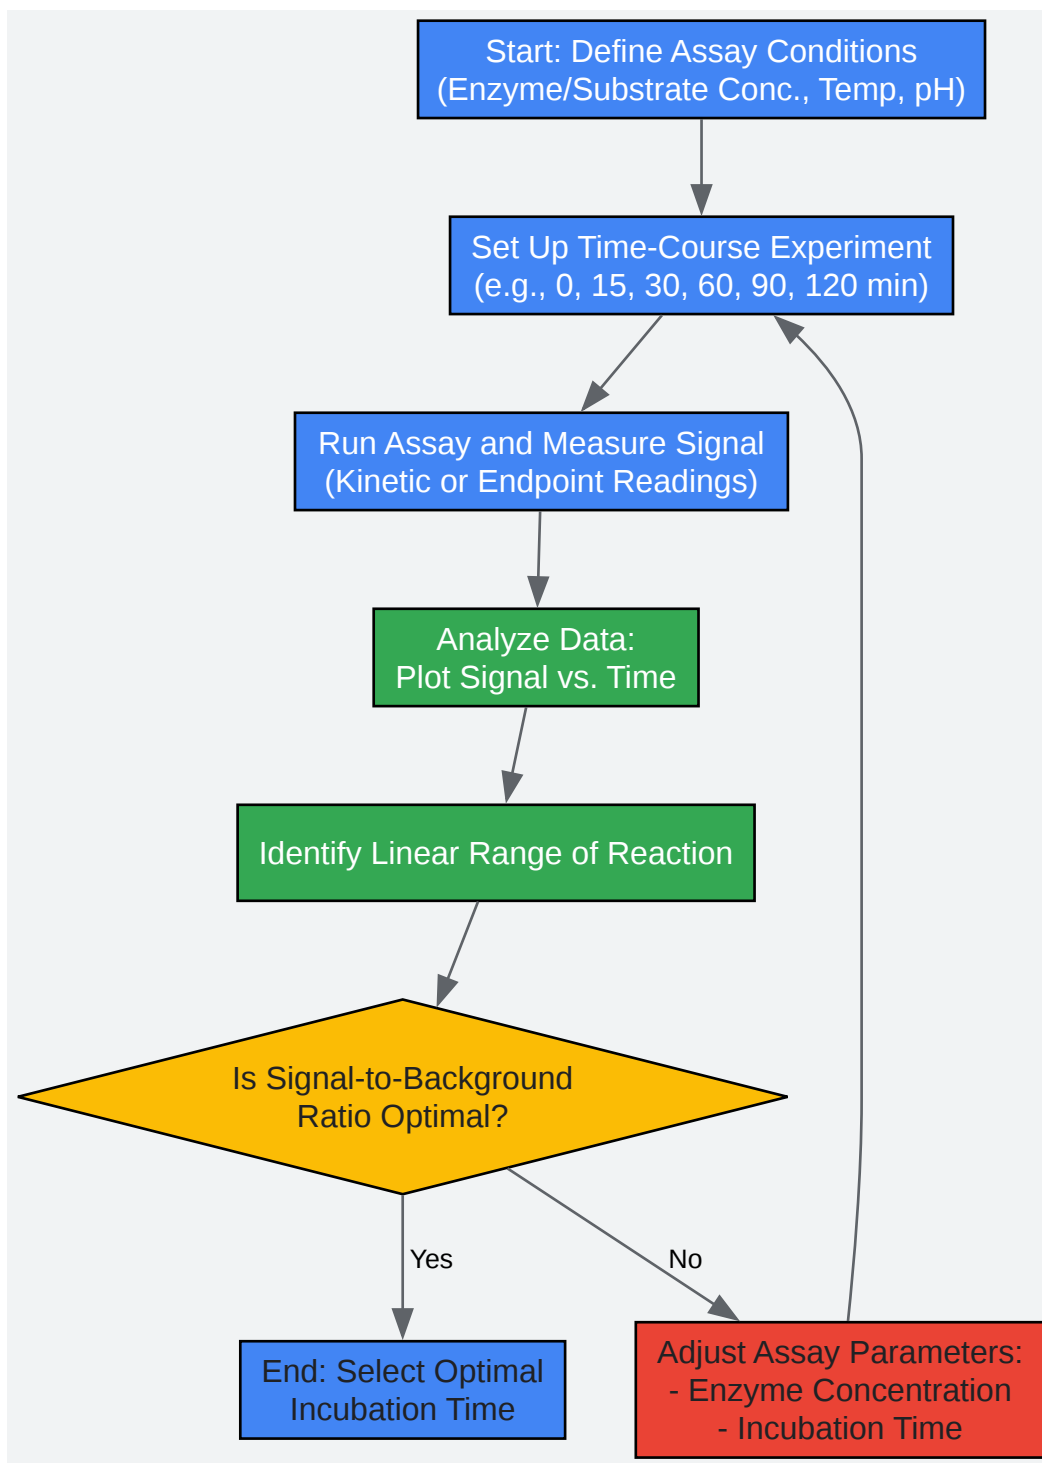 Start: Define Assay Conditions
(Enzyme/Substrate Conc., Temp, pH)
Set Up Time-Course Experiment
(e.g., 0, 15, 30, 60, 90, 120 min)
Run Assay and Measure Signal
(Kinetic or Endpoint Readings)
Analyze Data:
Plot Signal vs. Time
Identify Linear Range of Reaction
Is Signal-to-Background
Ratio Optimal?
Yes
No
End: Select Optimal
Incubation Time
Adjust Assay Parameters:
- Enzyme Concentration
- Incubation Time